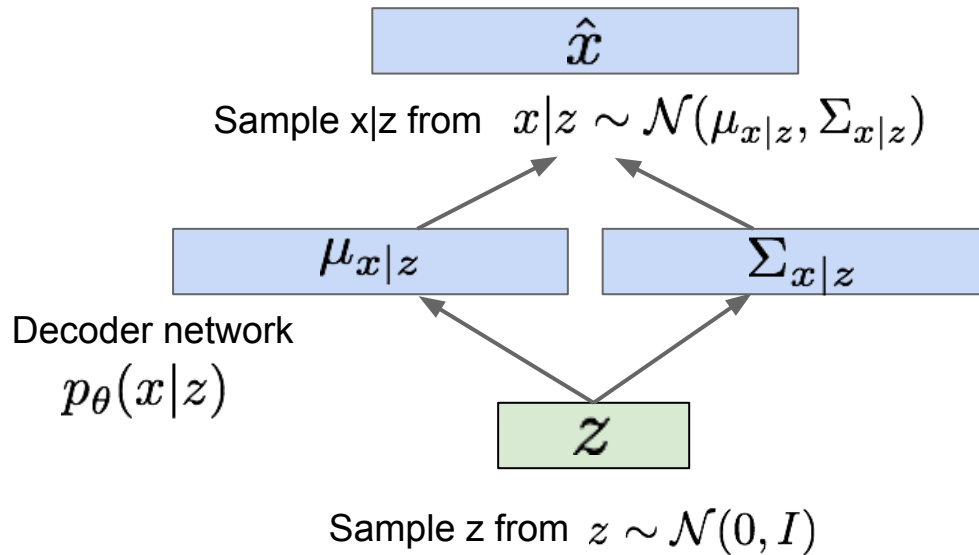 x̂
Sample x|z from x|z ∼ 𝒩(μ_{x|z}, Σ_{x|z})
μ_{x|z} Σ_{x|z}
Decoder network
p_θ(x|z)
z
Sample z from z ∼ 𝒩(0, I)